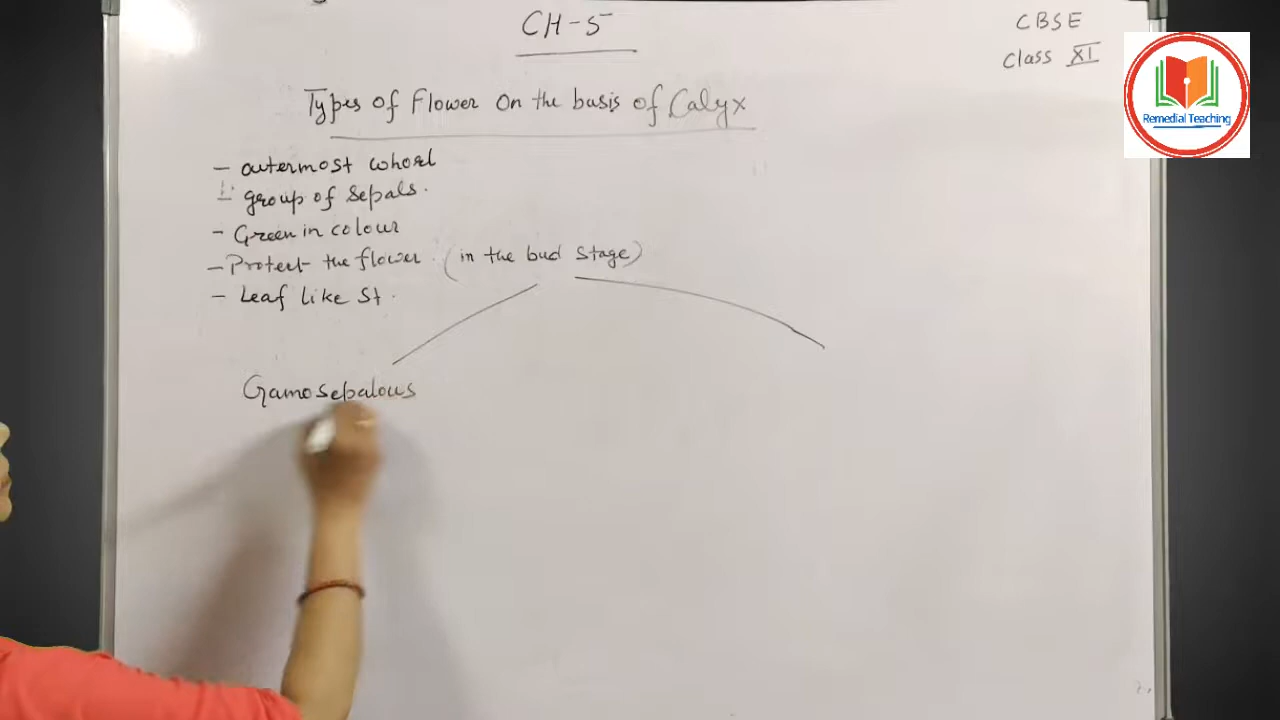 CH-5
CBSE
Class XI
Remedial Teaching
Types of Flower On the basis of Calyx
- outermost whorl
- group of sepals.
- Green in colour
- Protect the flower. (in the bud stage)
- Leaf like St.
Gamosepalous